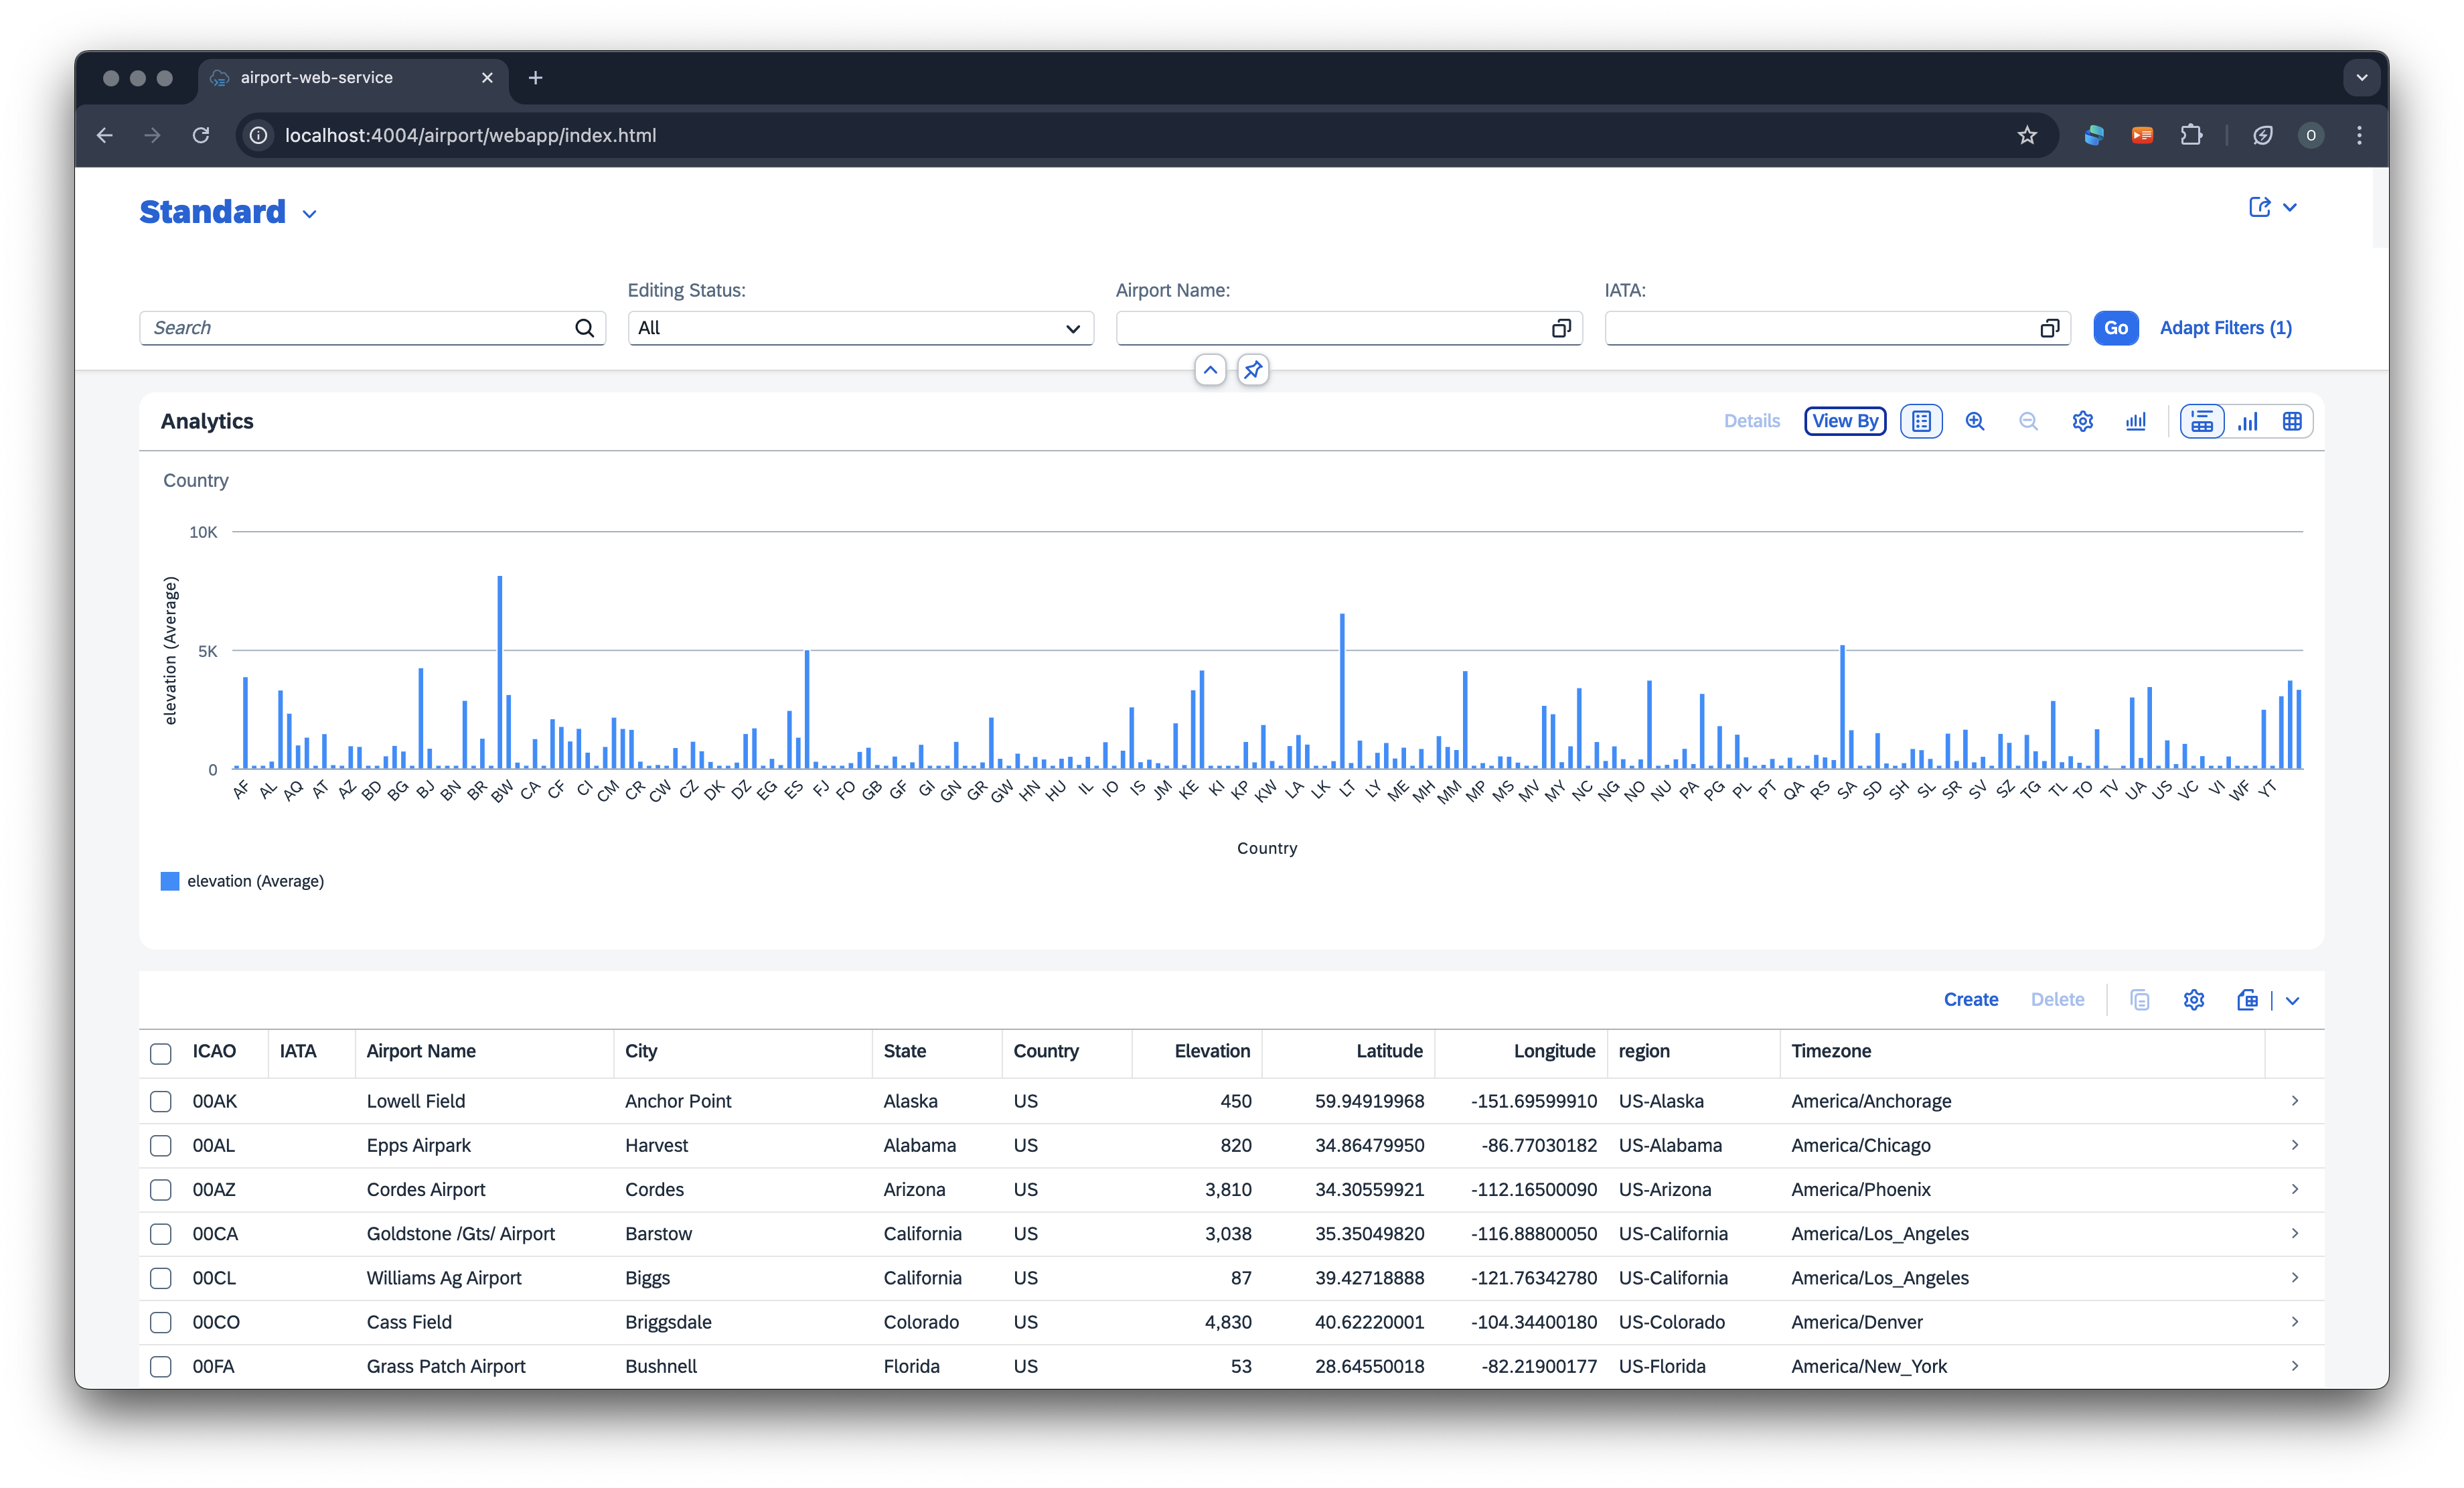 airport-web-service
localhost:4004/airport/webapp/index.html
O
Standard
Editing Status:
Airport Name:
IATA:
Search
All
Go
Adapt Filters (1)
Analytics
Details
View By
Country
10K
5K
0
elevation (Average)
AF AL AQ AT AZ BD BG BJ BN BR BW CA CF CI CM CR CW CZ DK DZ EG ES FJ FO GB GF GI GN GR GW HN HU IL IO IS JM KE KI KP KW LA LK LT LY ME MH MM MP MS MV MY NC NG NO NU PA PG PL PT QA RS SA SD SH SL SR SV SZ TG TL TO TV UA US VC VI WF YT
Country
elevation (Average)
Create
Delete
ICAO IATA Airport Name City State Country Elevation Latitude Longitude region Timezone
00AK Lowell Field Anchor Point Alaska US 450 59.94919968 -151.69599910 US-Alaska America/Anchorage
00AL Epps Airpark Harvest Alabama US 820 34.86479950 -86.77030182 US-Alabama America/Chicago
00AZ Cordes Airport Cordes Arizona US 3,810 34.30559921 -112.16500090 US-Arizona America/Phoenix
00CA Goldstone /Gts/ Airport Barstow California US 3,038 35.35049820 -116.88800050 US-California America/Los_Angeles
00CL Williams Ag Airport Biggs California US 87 39.42718888 -121.76342780 US-California America/Los_Angeles
00CO Cass Field Briggsdale Colorado US 4,830 40.62220001 -104.34400180 US-Colorado America/Denver
00FA Grass Patch Airport Bushnell Florida US 53 28.64550018 -82.21900177 US-Florida America/New_York